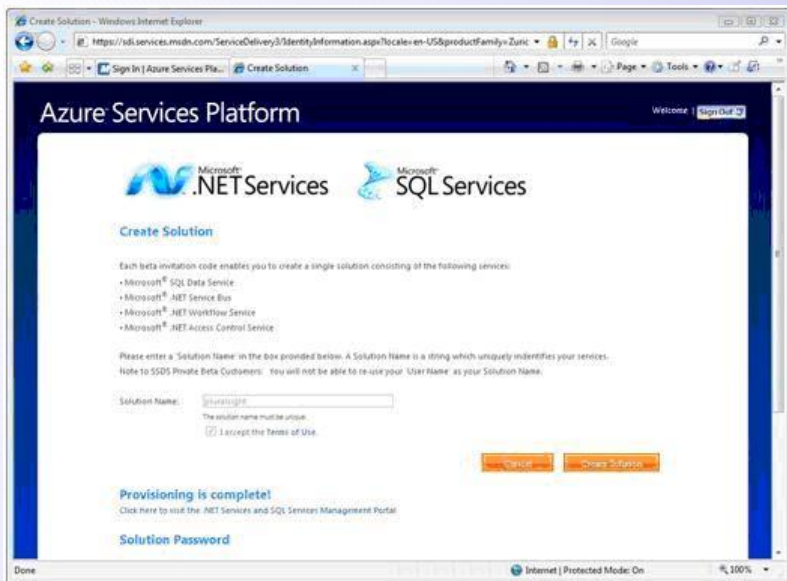 Create Solution - Windows Internet Explorer
https://sdi.services.msdn.com/ServiceDelivery3/IdentityInformation.aspx?locale=en-US&productFamily=Zuric
Google
Sign In | Azure Services Pla...
Create Solution
Page
Tools
Azure Services Platform
Welcome | Sign Out
Microsoft
.NET Services
Microsoft
SQL Services
Create Solution
Each beta invitation code enables you to create a single solution consisting of the following services:
• Microsoft® SQL Data Service
• Microsoft® .NET Service Bus
• Microsoft® .NET Workflow Service
• Microsoft® .NET Access Control Service
Please enter a 'Solution Name' in the box provided below. A Solution Name is a string which uniquely indentifies your services.
Note to SSDS Private Beta Customers: You will not be able to re-use your 'User Name' as your Solution Name.
Solution Name: pluralsight
The solution name must be unique.
I accept the Terms of Use.
Cancel
Create Solution
Provisioning is complete!
Click here to visit the .NET Services and SQL Services Management Portal
Solution Password
Done
Internet | Protected Mode: On
100%